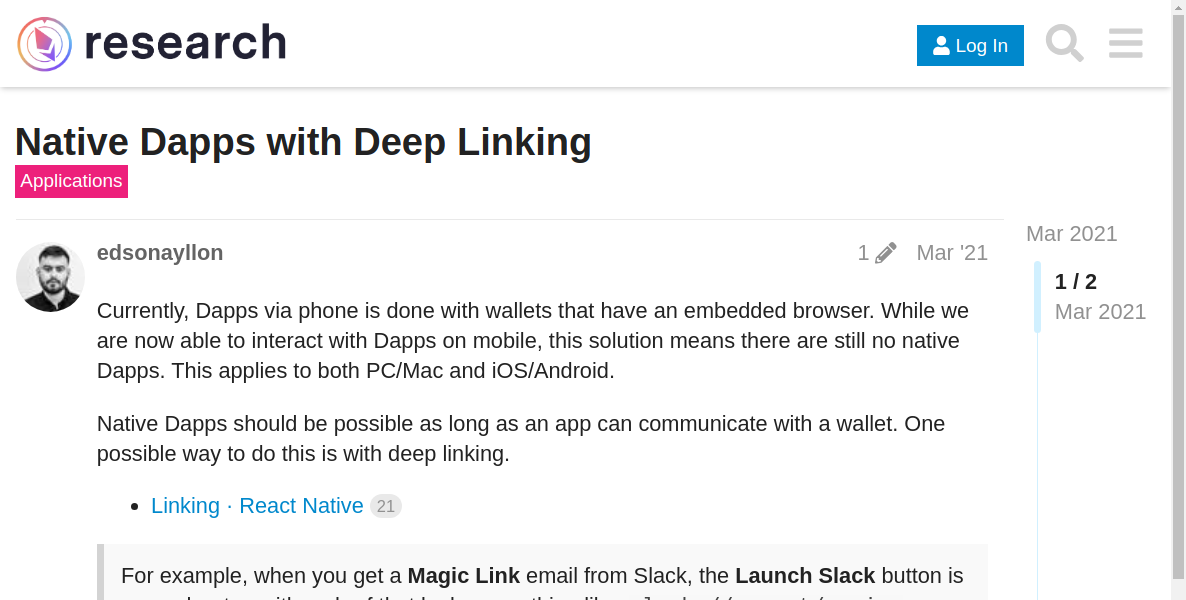 research
Log In
Native Dapps with Deep Linking
Applications
edsonayllon
1
Mar '21
Mar 2021
1 / 2
Mar 2021
Currently, Dapps via phone is done with wallets that have an embedded browser. While we
are now able to interact with Dapps on mobile, this solution means there are still no native
Dapps. This applies to both PC/Mac and iOS/Android.
Native Dapps should be possible as long as an app can communicate with a wallet. One
possible way to do this is with deep linking.
• Linking · React Native 21
For example, when you get a Magic Link email from Slack, the Launch Slack button is